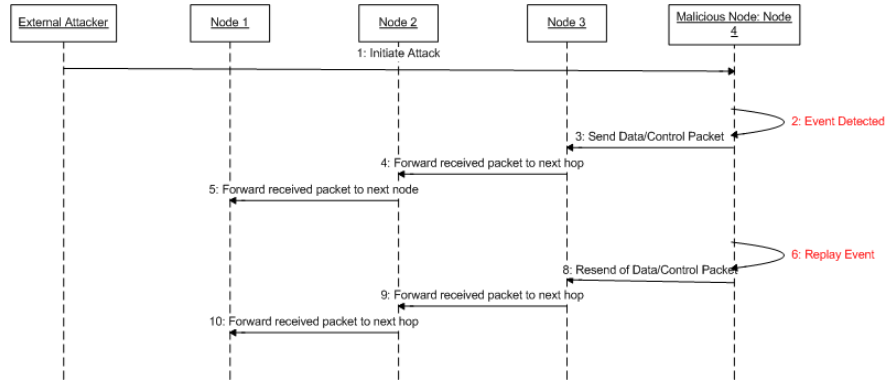 External Attacker
Node 1
Node 2
Node 3
Malicious Node: Node
4
1: Initiate Attack
2: Event Detected
3: Send Data/Control Packet
4: Forward received packet to next hop
5: Forward received packet to next node
6: Replay Event
8: Resend of Data/Control Packet
9: Forward received packet to next hop
10: Forward received packet to next hop